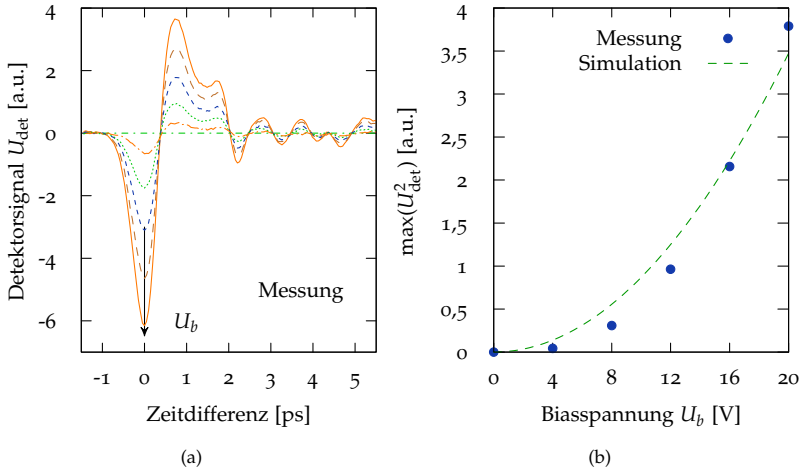 Detektorsignal U_det [a.u.]
4
2
0
-2
-4
-6
Messung
U_b
-1
0
1
2
3
4
5
Zeitdifferenz [ps]
(a)
max(U²_det) [a.u.]
4
3,5
3
2,5
2
1,5
1
0,5
0
Messung
Simulation
0
4
8
12
16
20
Biasspannung U_b [V]
(b)